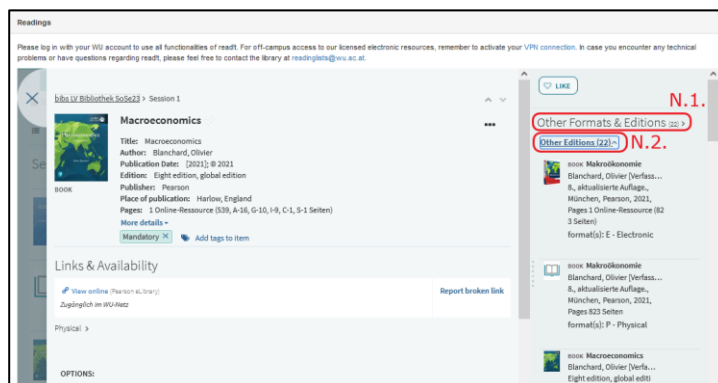 Readings
Please log in with your WU account to use all functionalities of read!t. For off-campus access to our licensed electronic resources, remember to activate your VPN connection. In case you encounter any technical
problems or have questions regarding read!t, please feel free to contact the library at readinglists@wu.ac.at.
bibs LV Bibliothek SoSe23 > Session 1
Macroeconomics
Title: Macroeconomics
Author: Blanchard, Olivier
Publication Date: [2021]; © 2021
Edition: Eight edition, global edition
Publisher: Pearson
Place of publication: Harlow, England
Pages: 1 Online-Ressource (539, A-16, G-10, I-9, C-1, S-1 Seiten)
More details
BOOK
Mandatory × Add tags to item
Links & Availability
View online (Pearson eLibrary)
Report broken link
Zugänglich im WU-Netz
Physical >
OPTIONS:
Se
LIKE
N.1.
Other Formats & Editions (22) >
Other Editions (22) N.2.
BOOK Makroökonomie
Blanchard, Olivier [Verfass...
8., aktualisierte Auflage.,
München, Pearson, 2021,
Pages 1 Online-Ressource (82
3 Seiten)
format(s): E - Electronic
BOOK Makroökonomie
Blanchard, Olivier [Verfass...
8., aktualisierte Auflage.,
München, Pearson, 2021,
Pages 823 Seiten
format(s): P - Physical
BOOK Macroeconomics
Blanchard, Olivier [Verfass...
Eight edition, global editi